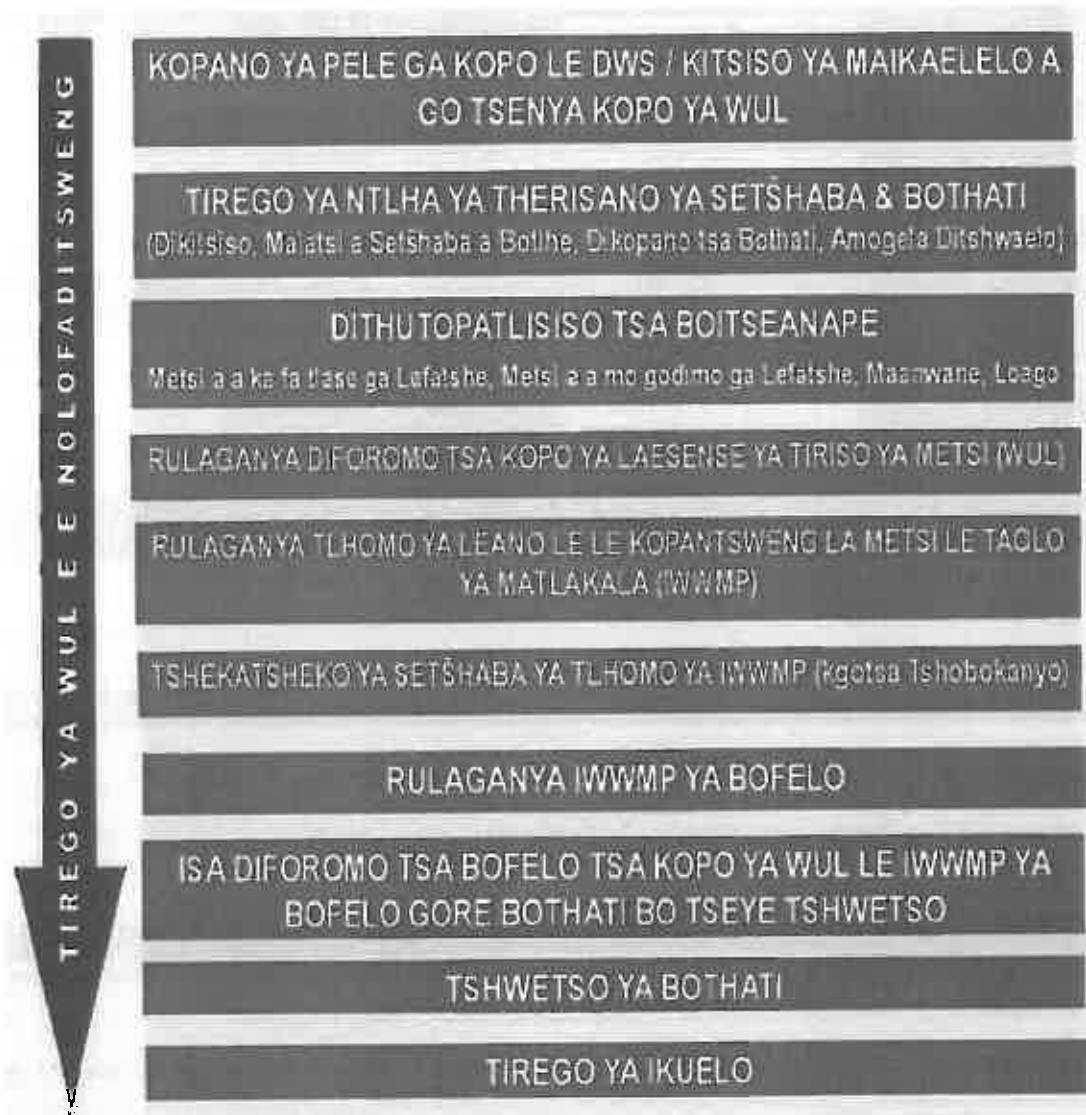 TIREGO YA WUL E E NOLOFADITSWENG
KOPANO YA PELE GA KOPO LE DWS / KITSISO YA MAIKAELELO A
GO TSENYA KOPO YA WUL
TIREGO YA NTLHA YA THERISANO YA SETŠHABA & BOTHATI
(Dikitsiso, Malatsi a Setšhaba a Botlhe, Dikopano tsa Bothati, Amogela Ditshwaelo)
DITHUTOPATLISISO TSA BOITSEANAPE
Metsi a a ka fa tlase ga Lefatshe, Metsi a a mo godimo ga Lefatshe, Maanwane, Loago
RULAGANYA DIFOROMO TSA KOPO YA LAESENSE YA TIRISO YA METSI (WUL)
RULAGANYA TLHOMO YA LEANO LE LE KOPANTSWENG LA METSI LE TAOLO
YA MATLAKALA (IWWMP)
TSHEKATSHEKO YA SETŠHABA YA TLHOMO YA IWWMP (kgotsa Tshobokanyo)
RULAGANYA IWWMP YA BOFELO
ISA DIFOROMO TSA BOFELO TSA KOPO YA WUL LE IWWMP YA
BOFELO GORE BOTHATI BO TSEYE TSHWETSO
TSHWETSO YA BOTHATI
TIREGO YA IKUELO